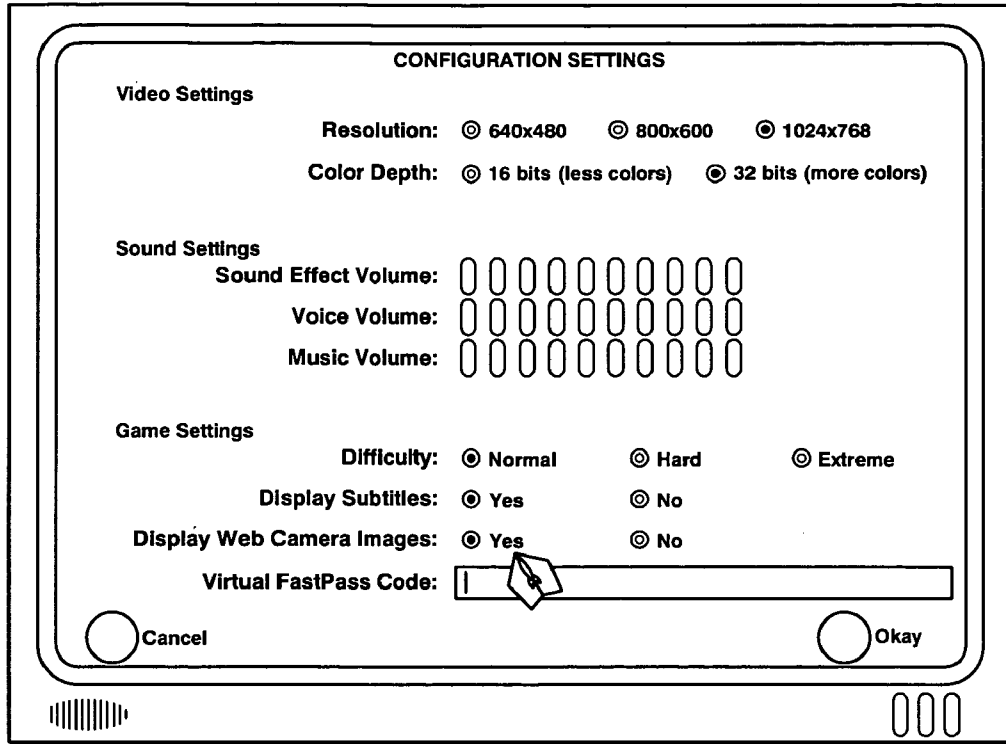 CONFIGURATION SETTINGS
Video Settings
Resolution: 640x480 800x600 1024x768
Color Depth: 16 bits (less colors) 32 bits (more colors)
Sound Settings
Sound Effect Volume:
Voice Volume:
Music Volume:
Game Settings
Difficulty: Normal Hard Extreme
Display Subtitles: Yes No
Display Web Camera Images: Yes No
Virtual FastPass Code:
Cancel Okay